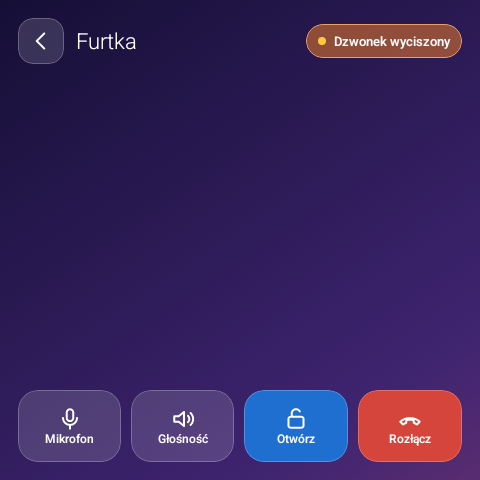 Furtka
Dzwonek wyciszony
Mikrofon
Głośność
Otwórz
Rozłącz